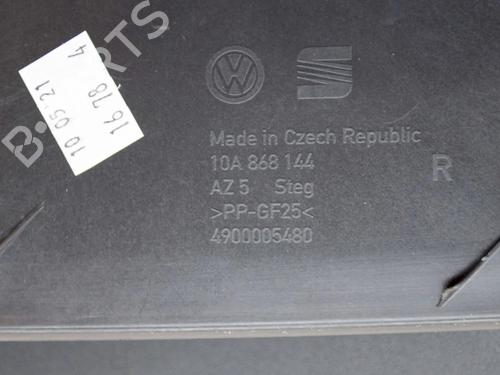 B-PARTS
10 05 21
16 78 4
Made in Czech Republic
10A 868 144
AZ 5 Steg
R
>PP-GF25<
4900005480